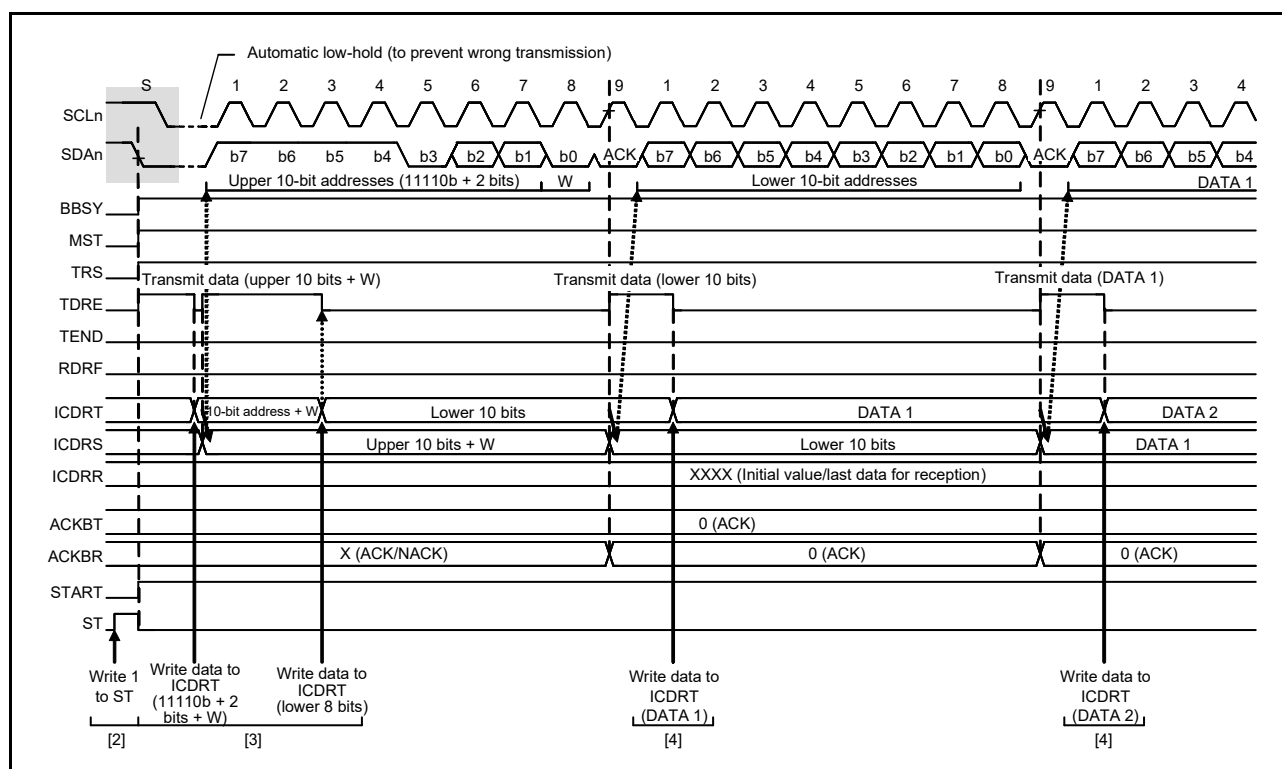 Automatic low-hold (to prevent wrong transmission)
S 1 2 3 4 5 6 7 8 9 1 2 3 4 5 6 7 8 9 1 2 3 4
SCLn
SDAn b7 b6 b5 b4 b3 b2 b1 b0 ACK b7 b6 b5 b4 b3 b2 b1 b0 ACK b7 b6 b5 b4
Upper 10-bit addresses (11110b + 2 bits) W Lower 10-bit addresses DATA 1
BBSY
MST
TRS
Transmit data (upper 10 bits + W) Transmit data (lower 10 bits) Transmit data (DATA 1)
TDRE
TEND
RDRF
ICDRT 10-bit address + W Lower 10 bits DATA 1 DATA 2
ICDRS Upper 10 bits + W Lower 10 bits DATA 1
ICDRR XXXX (Initial value/last data for reception)
ACKBT 0 (ACK)
ACKBR X (ACK/NACK) 0 (ACK) 0 (ACK)
START
ST
Write 1
to ST
Write data to
ICDRT
(11110b + 2
bits + W)
Write data to
ICDRT
(lower 8 bits)
Write data to
ICDRT
(DATA 1)
Write data to
ICDRT
(DATA 2)
[2] [3] [4] [4]